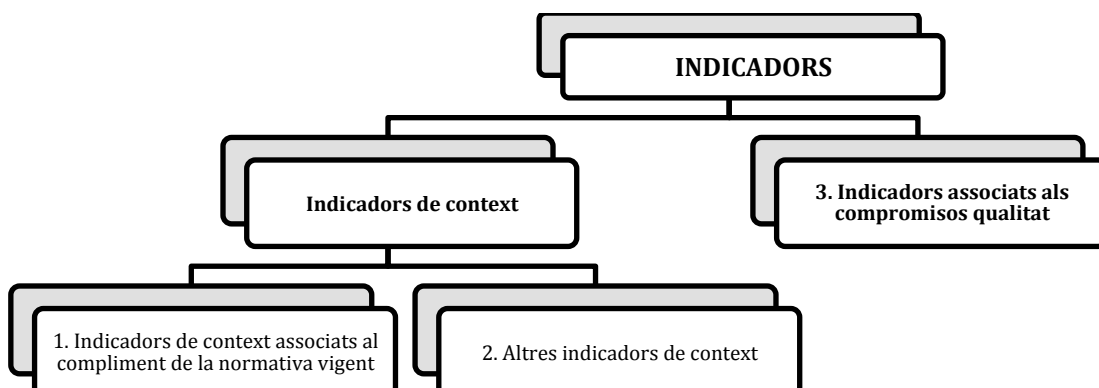 INDICADORS
Indicadors de context
3. Indicadors associats als
compromisos qualitat
1. Indicadors de context associats al
compliment de la normativa vigent
2. Altres indicadors de context